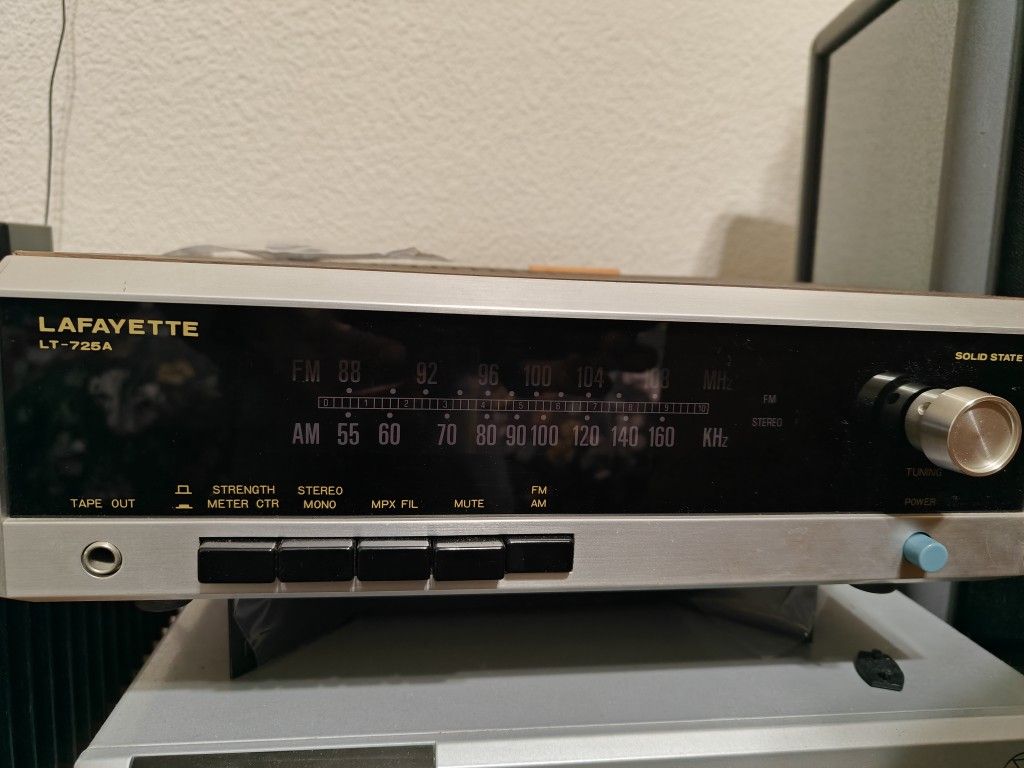 LAFAYETTE
LT-725A
SOLID STATE
FM 88 92 96 100 104 108 MHz
0 1 2 3 4 5 6 7 8 9 10
FM
STEREO
AM 55 60 70 80 90 100 120 140 160 KHz
TUNING
TAPE OUT
STRENGTH
METER CTR
STEREO
MONO
MPX FIL
MUTE
FM
AM
POWER